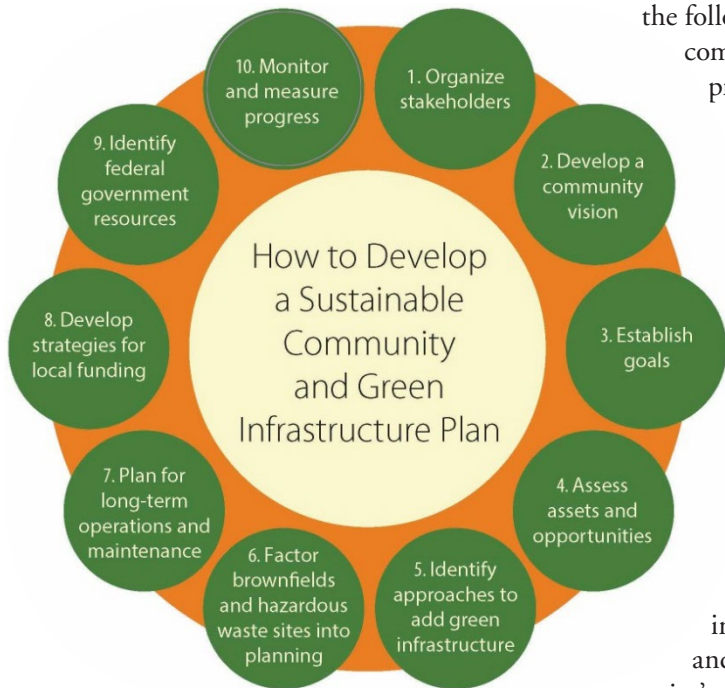 the follo
com
p
10. Monitor
and measure
progress
1. Organize
stakeholders
2. Develop a
community
vision
3. Establish
goals
4. Assess
assets and
opportunities
5. Identify
approaches to
add green
infrastructure
6. Factor
brownfields
and hazardous
waste sites into
planning
7. Plan for
long-term
operations and
maintenance
8. Develop
strategies for
local funding
9. Identify
federal
government
resources
How to Develop
a Sustainable
Community
and Green
Infrastructure Plan
in
and